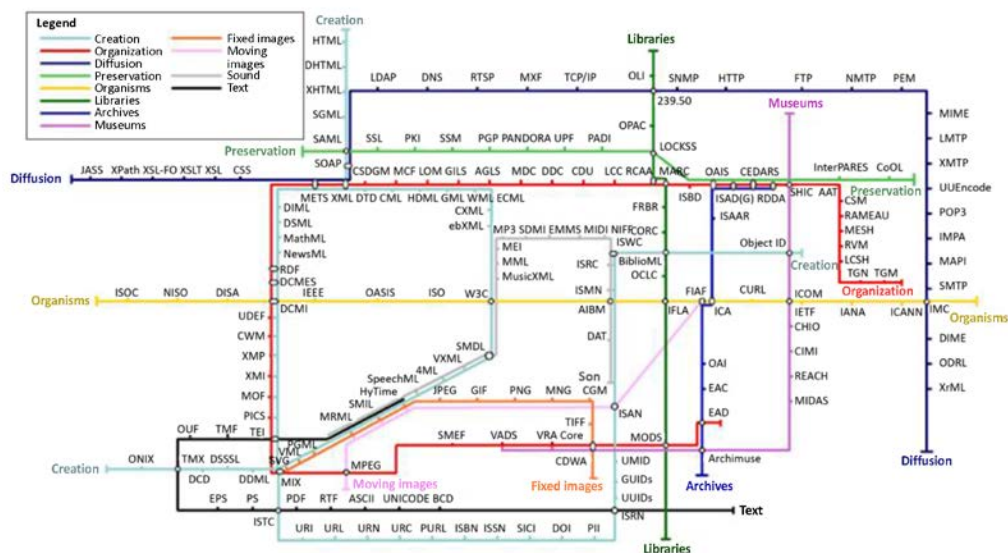 Legend
Creation
Organization
Diffusion
Preservation
Organisms
Libraries
Archives
Museums
Fixed images
Moving
images
Sound
Text
Creation
HTML
DHTML
XHTML
SGML
SAML
SOAP
Libraries
OLI
LDAP DNS RTSP MXF TCP/IP
SNMP HTTP FTP NMTP PEM
239.50
Museums
OPAC
LOCKSS
MIME
LMTP
XMTP
UUEncode
POP3
IMPA
MAPI
SMTP
IMC
DIME
ODRL
XrML
Diffusion
Preservation
SSL PKI SSM PGP PANDORA UPF PADI
InterPARES CoOL
Preservation
Diffusion
JASS XPath XSL-FO XSLT XSL CSS
CSDGM MCF LOM GILS AGLS MDC DDC CDU LCC RCAA MARC OAIS CEDARS
METS XML DTD CML HDML GML WML ECML
ISBD ISAD(G) RDDA SHIC AAT
ISAAR
CSM
RAMEAU
MESH
RVM
LCSH
TGN TGM
Organization
DIML
DSML
MathML
NewsML
RDF
DCMES
CXML
ebXML
MP3 SDMI EMMS MIDI NIFF
MEI
MML
MusicXML
ISWC
ISRC
ISMN
AIBM
DAT
Son
FRBR
CORC
BiblioML
OCLC
Object ID
Creation
Organisms
ISOC NISO DISA
DCMI
IEEE OASIS ISO W3C
IFLA
FIAF
ICA
CURL
ICOM
IETF
IANA ICANN
Organisms
CHIO
CIMI
REACH
MIDAS
UDEF
CWM
XMP
XMI
MOF
PICS
TEI
SMDL
VXML
4ML
SpeechML
HyTime
SMIL
MRML
PGML
VML
SVG
MIX
JPEG GIF PNG MNG CGM
TIFF
ISAN
OAI
EAC
EAD
OUF TMF
SMEF VADS VRA Core
MODS
CDWA
Archimuse
Creation
ONIX
TMX DSSSL
DCD DDML
MPEG
Moving images
Fixed images
Archives
UMID
GUIDs
UUIDs
ISRN
EPS PS PDF RTF ASCII UNICODE BCD
Text
ISTC
URI URL URN URC PURL ISBN ISSN SICI DOI PII
Libraries